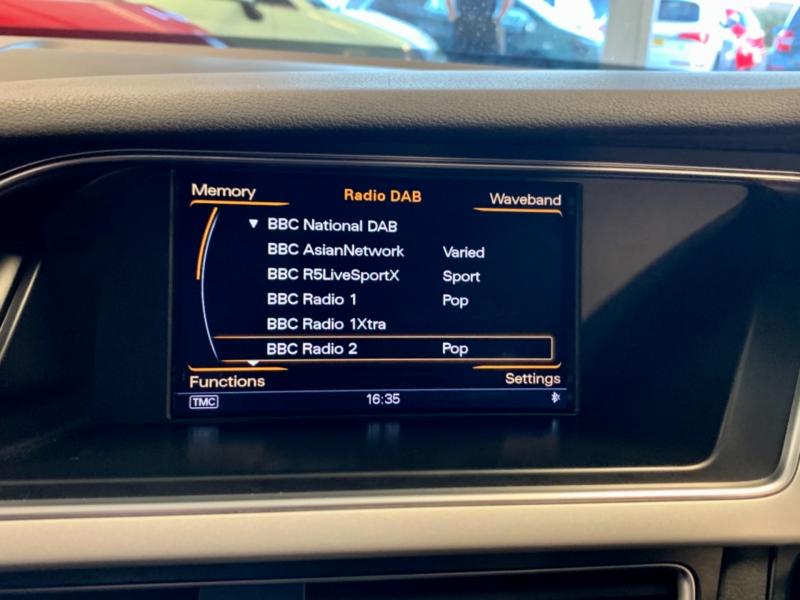 Memory Radio DAB Waveband
BBC National DAB
BBC AsianNetwork Varied
BBC R5LiveSportX Sport
BBC Radio 1 Pop
BBC Radio 1Xtra
BBC Radio 2 Pop
Functions Settings
TMC 16:35